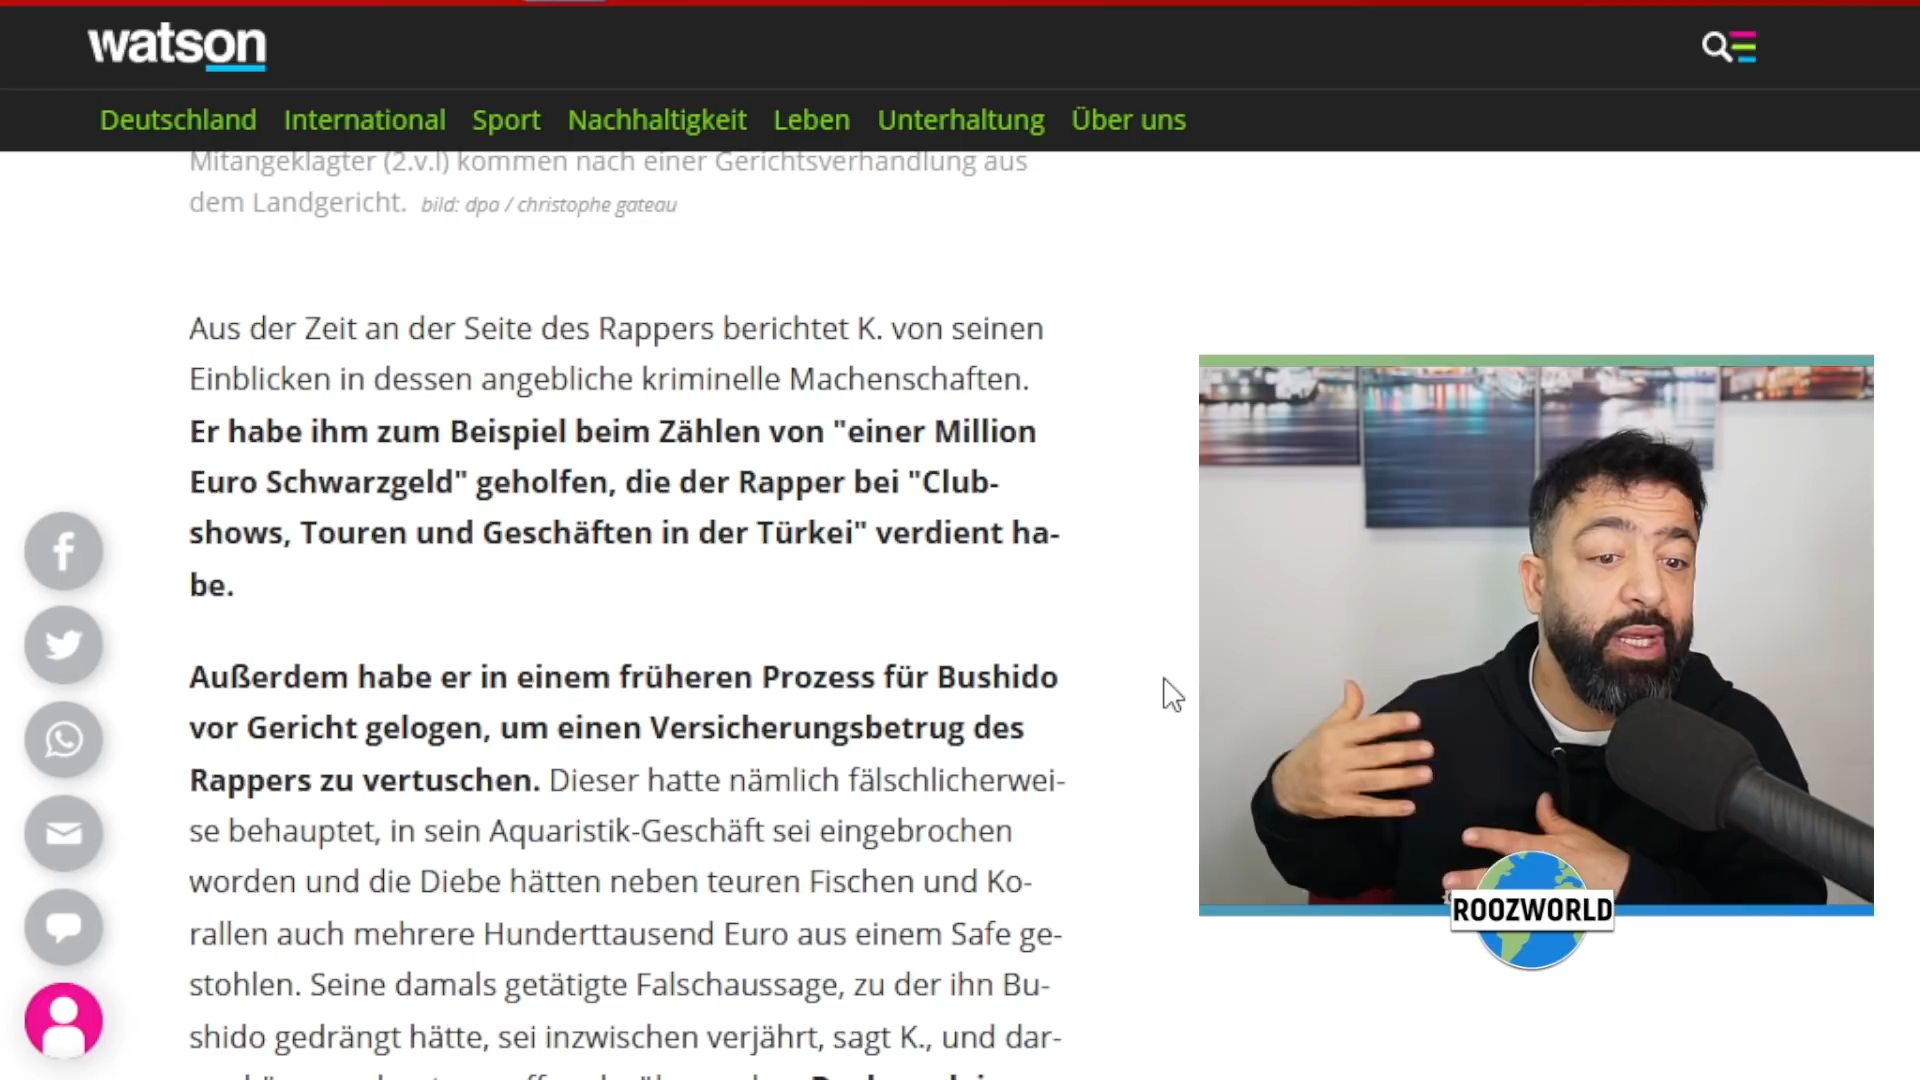 watson
Deutschland International Sport Nachhaltigkeit Leben Unterhaltung Über uns
Mitangeklagter (2.v.l) kommen nach einer Gerichtsverhandlung aus
dem Landgericht. bild: dpa / christophe gateau
Aus der Zeit an der Seite des Rappers berichtet K. von seinen
Einblicken in dessen angebliche kriminelle Machenschaften.
Er habe ihm zum Beispiel beim Zählen von "einer Million
Euro Schwarzgeld" geholfen, die der Rapper bei "Club-
shows, Touren und Geschäften in der Türkei" verdient ha-
be.
Außerdem habe er in einem früheren Prozess für Bushido
vor Gericht gelogen, um einen Versicherungsbetrug des
Rappers zu vertuschen. Dieser hatte nämlich fälschlicherwei-
se behauptet, in sein Aquaristik-Geschäft sei eingebrochen
worden und die Diebe hätten neben teuren Fischen und Ko-
rallen auch mehrere Hunderttausend Euro aus einem Safe ge-
stohlen. Seine damals getätigte Falschaussage, zu der ihn Bu-
shido gedrängt hätte, sei inzwischen verjährt, sagt K., und dar-
ROOZWORLD